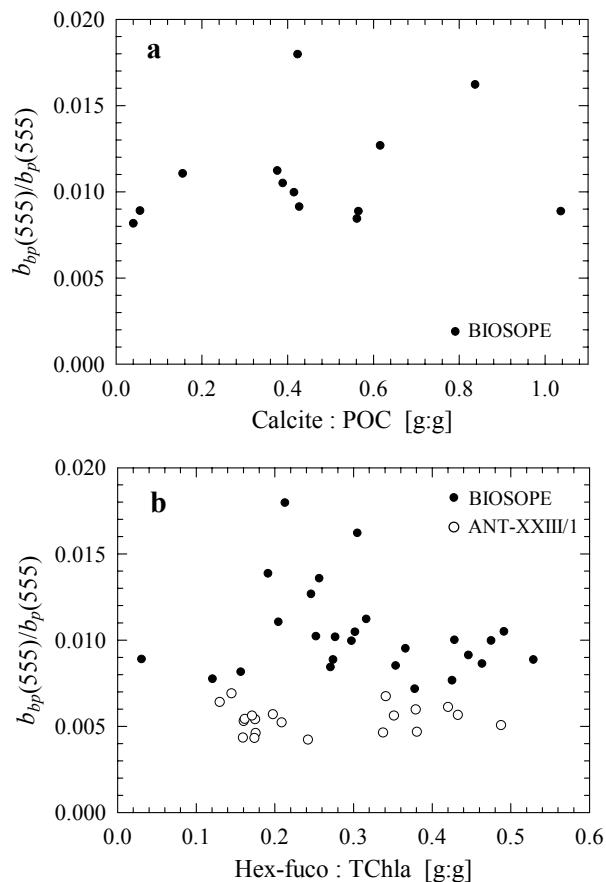 a
0.020
0.015
0.010
0.005
0.000
b_bp(555)/b_p(555)
BIOSOPE
0.0 0.2 0.4 0.6 0.8 1.0
Calcite : POC [g:g]
b
0.020
0.015
0.010
0.005
0.000
b_bp(555)/b_p(555)
BIOSOPE
ANT-XXIII/1
0.0 0.1 0.2 0.3 0.4 0.5 0.6
Hex-fuco : TChla [g:g]